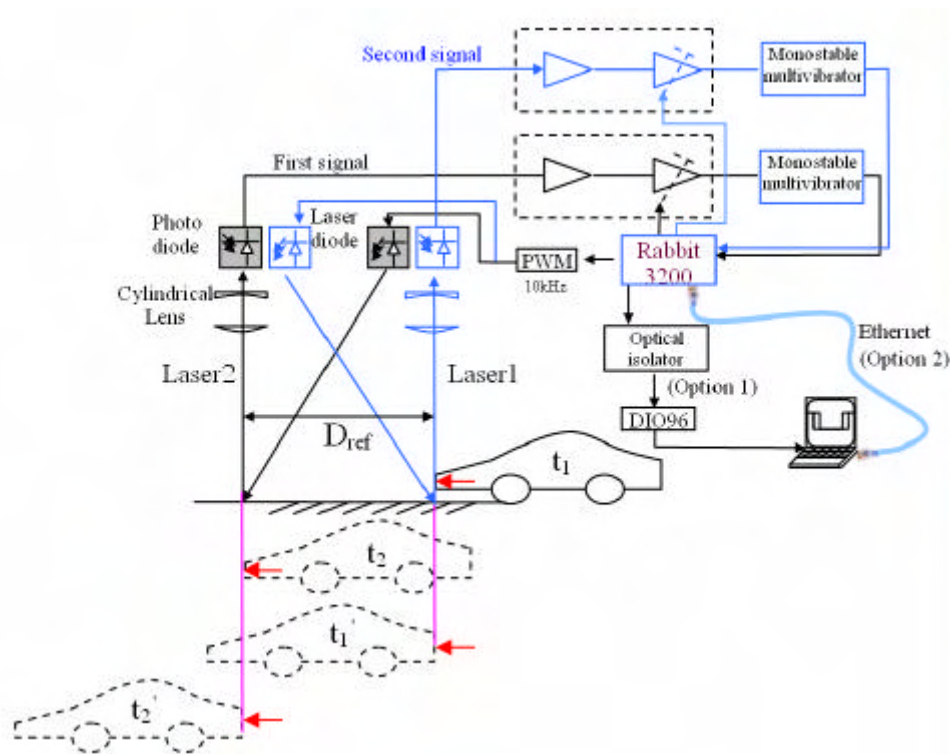 Second signal
Monostable
multivibrator
First signal
Monostable
multivibrator
Photo
diode
Laser
diode
PWM
10kHz
Rabbit
3200
Cylindrical
Lens
Optical
isolator
Ethernet
(Option 2)
Laser2
Laser1
(Option 1)
DIO96
Dref
t1
t2
t1'
t2'